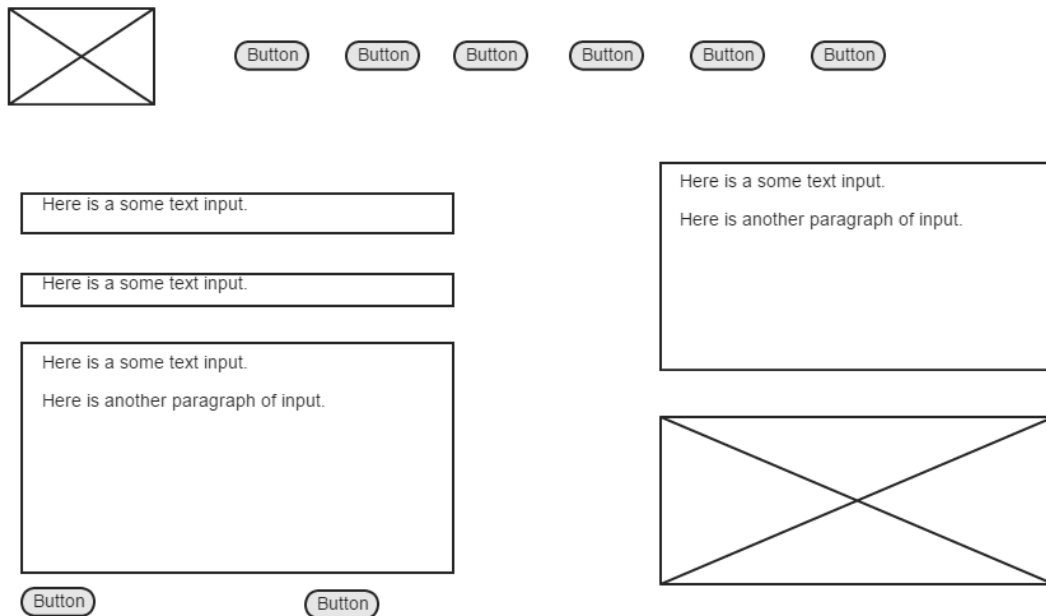 Button
Button
Button
Button
Button
Button
Here is a some text input.
Here is a some text input.
Here is a some text input.
Here is another paragraph of input.
Button
Button
Here is a some text input.
Here is another paragraph of input.